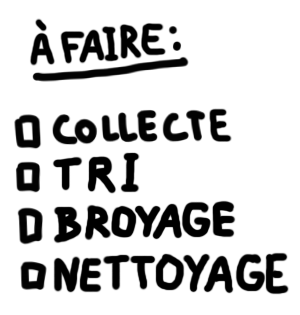 À FAIRE:
☐ COLLECTE
☐ TRI
☐ BROYAGE
☐ NETTOYAGE